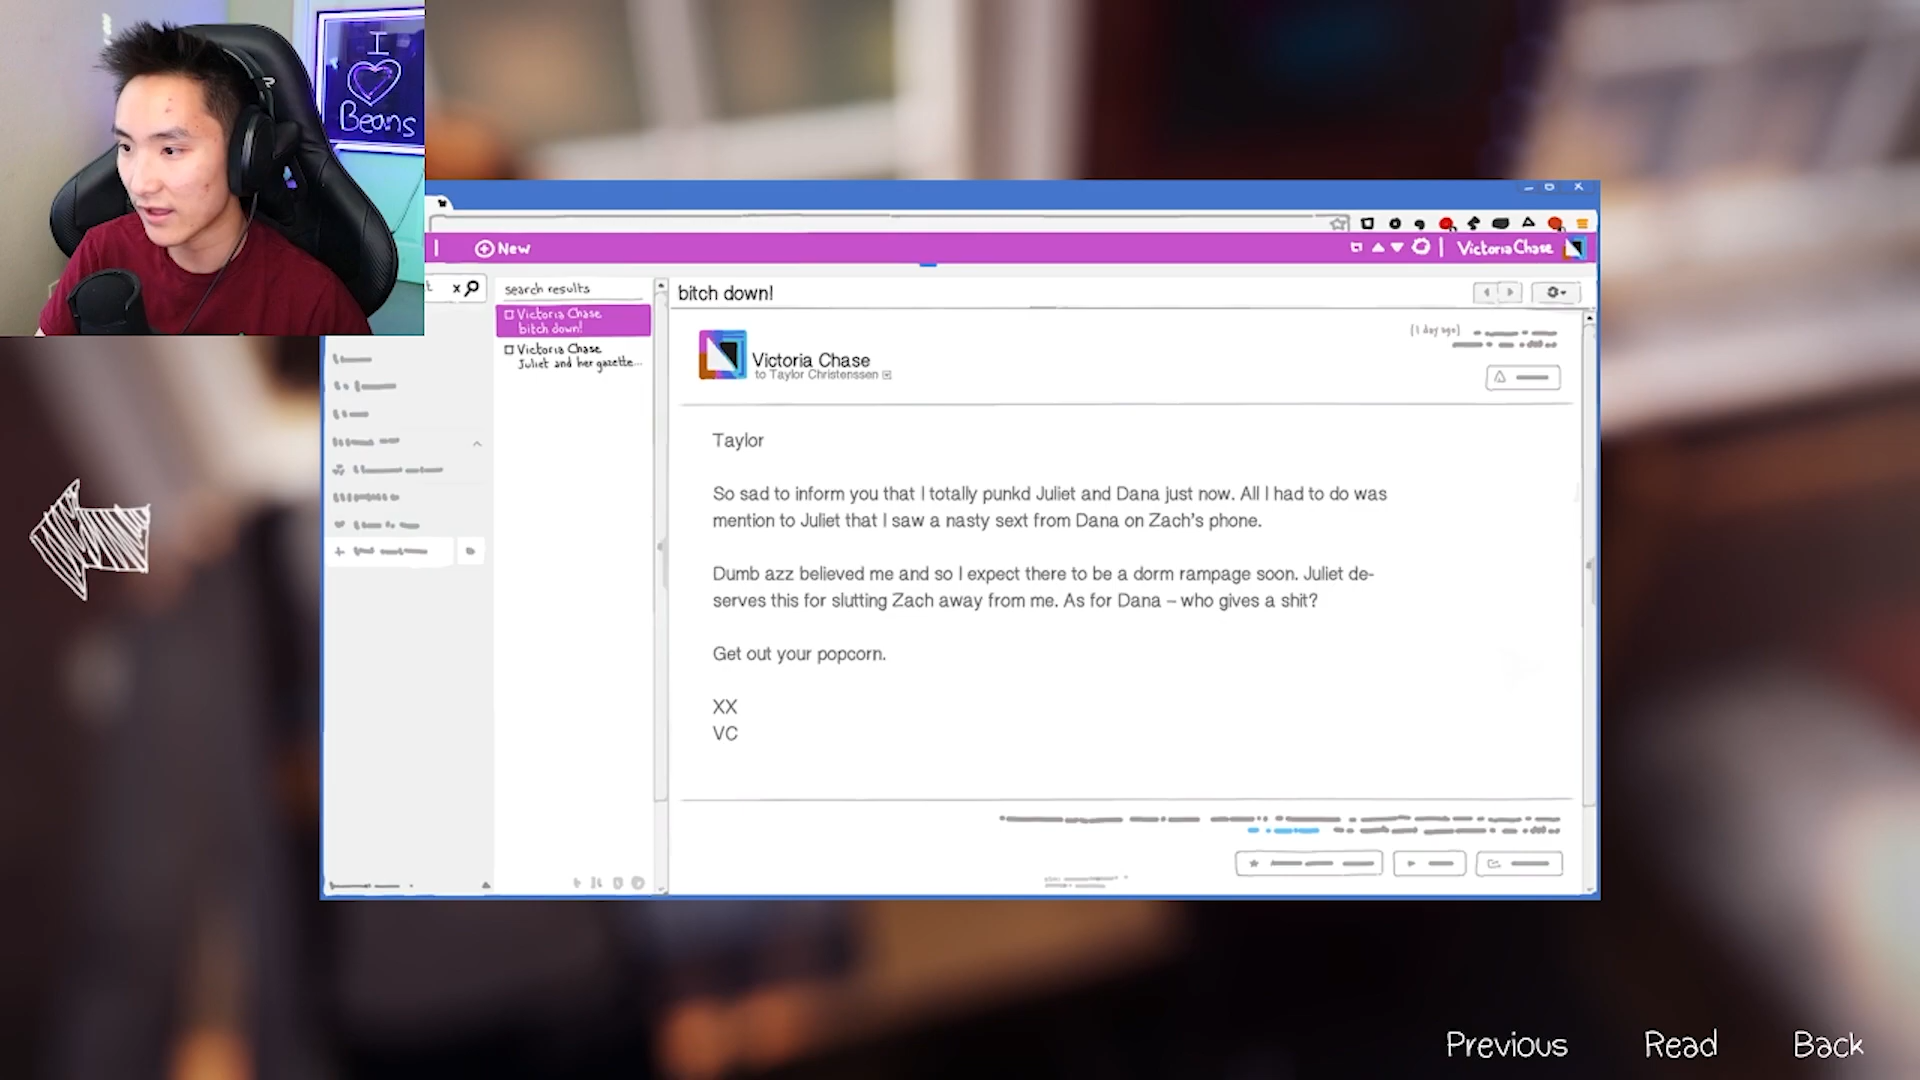 I
Beans
New
Victoria Chase
t x
search results
bitch down!
Victoria Chase
bitch down!
Victoria Chase
Juliet and her gazette...
(1 day ago)
Victoria Chase
to Taylor Christenssen
Taylor
So sad to inform you that I totally punkd Juliet and Dana just now. All I had to do was
mention to Juliet that I saw a nasty sext from Dana on Zach's phone.
Dumb azz believed me and so I expect there to be a dorm rampage soon. Juliet de-
serves this for slutting Zach away from me. As for Dana – who gives a shit?
Get out your popcorn.
XX
VC
Previous Read Back